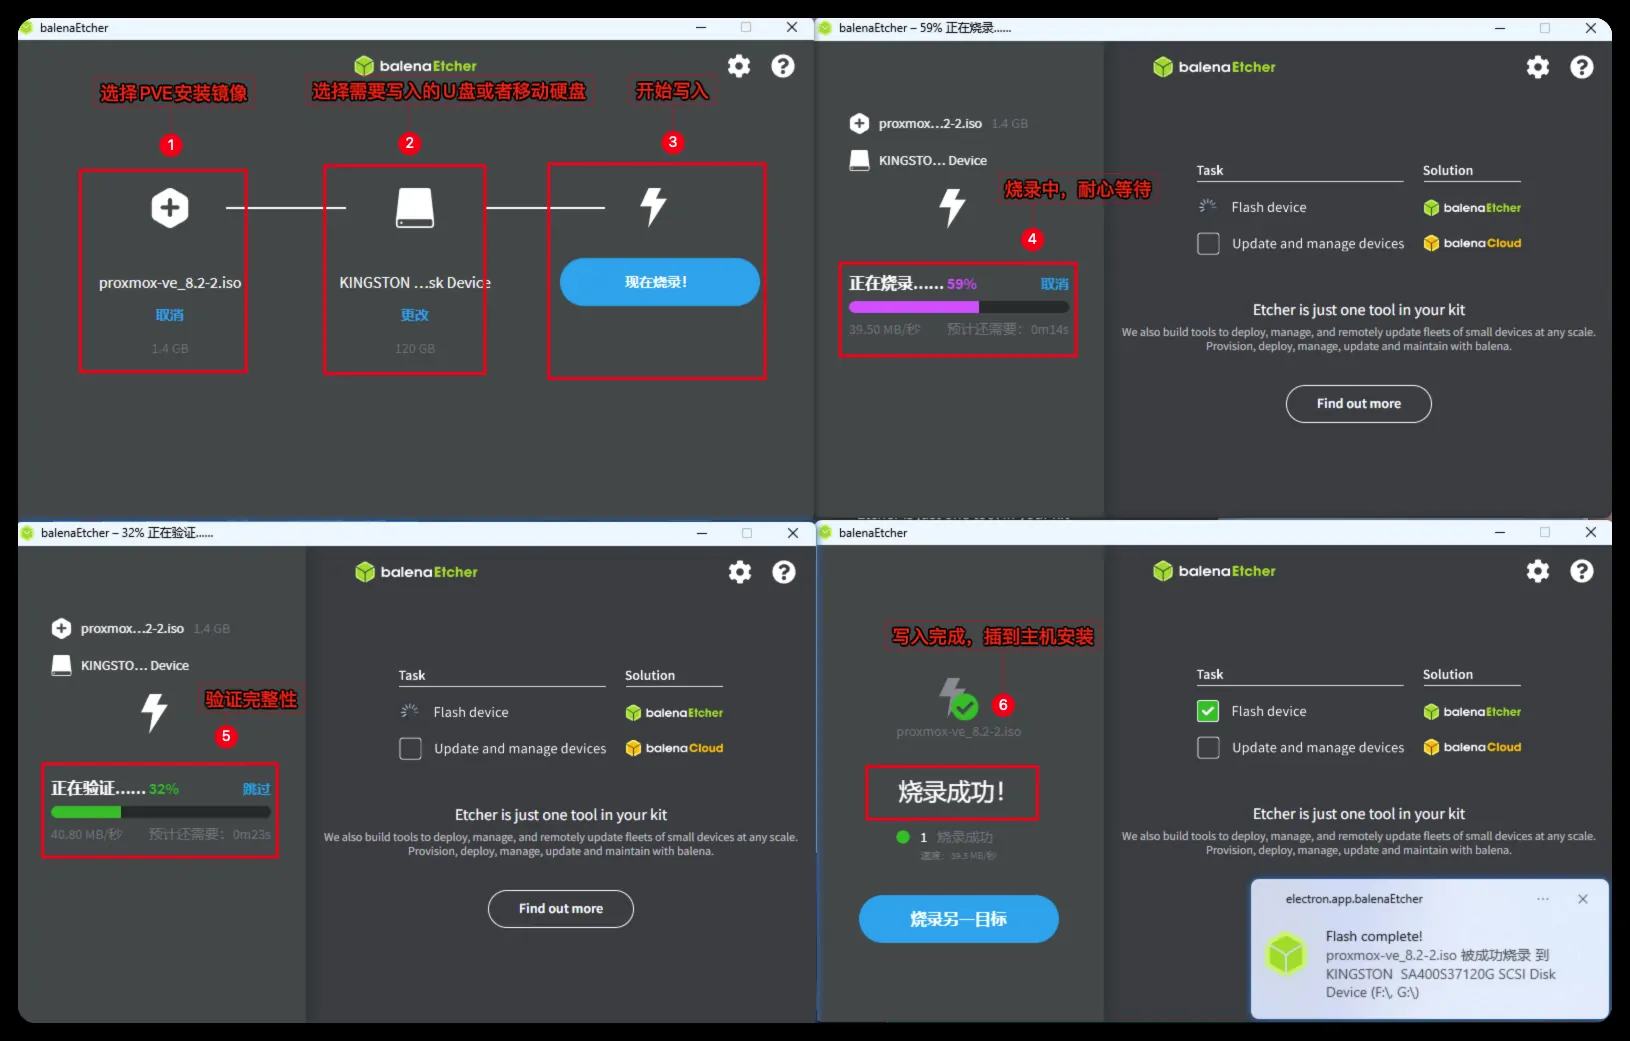 balenaEtcher
balenaEtcher
选择PVE安装镜像
选择需要写入的U盘或者移动硬盘
开始写入
1
2
3
proxmox-ve_8.2-2.iso
取消
1.4 GB
KINGSTON ...sk Device
更改
120 GB
现在烧录!
balenaEtcher – 59% 正在烧录......
balenaEtcher
proxmox...2-2.iso 1.4 GB
KINGSTO... Device
烧录中，耐心等待
4
正在烧录...... 59% 取消
39.50 MB/秒 预计还需要：0m14s
Task Solution
Flash device balenaEtcher
Update and manage devices balenaCloud
Etcher is just one tool in your kit
We also build tools to deploy, manage, and remotely update fleets of small devices at any scale.
Provision, deploy, manage, update and maintain with balena.
Find out more
balenaEtcher – 32% 正在验证......
balenaEtcher
proxmox...2-2.iso 1.4 GB
KINGSTO... Device
验证完整性
5
正在验证...... 32% 跳过
40.80 MB/秒 预计还需要：0m23s
Task Solution
Flash device balenaEtcher
Update and manage devices balenaCloud
Etcher is just one tool in your kit
We also build tools to deploy, manage, and remotely update fleets of small devices at any scale.
Provision, deploy, manage, update and maintain with balena.
Find out more
Etcher is just one tool in your kit
balenaEtcher
balenaEtcher
写入完成，插到主机安装
6
proxmox-ve_8.2-2.iso
烧录成功!
1 烧录成功
速度：39.5 MB/秒
烧录另一目标
Task Solution
Flash device balenaEtcher
Update and manage devices balenaCloud
Etcher is just one tool in your kit
We also build tools to deploy, manage, and remotely update fleets of small devices at any scale.
Provision, deploy, manage, update and maintain with balena.
electron.app.balenaEtcher
Flash complete!
proxmox-ve_8.2-2.iso 被成功烧录 到
KINGSTON SA400S37120G SCSI Disk
Device (F:\, G:\)